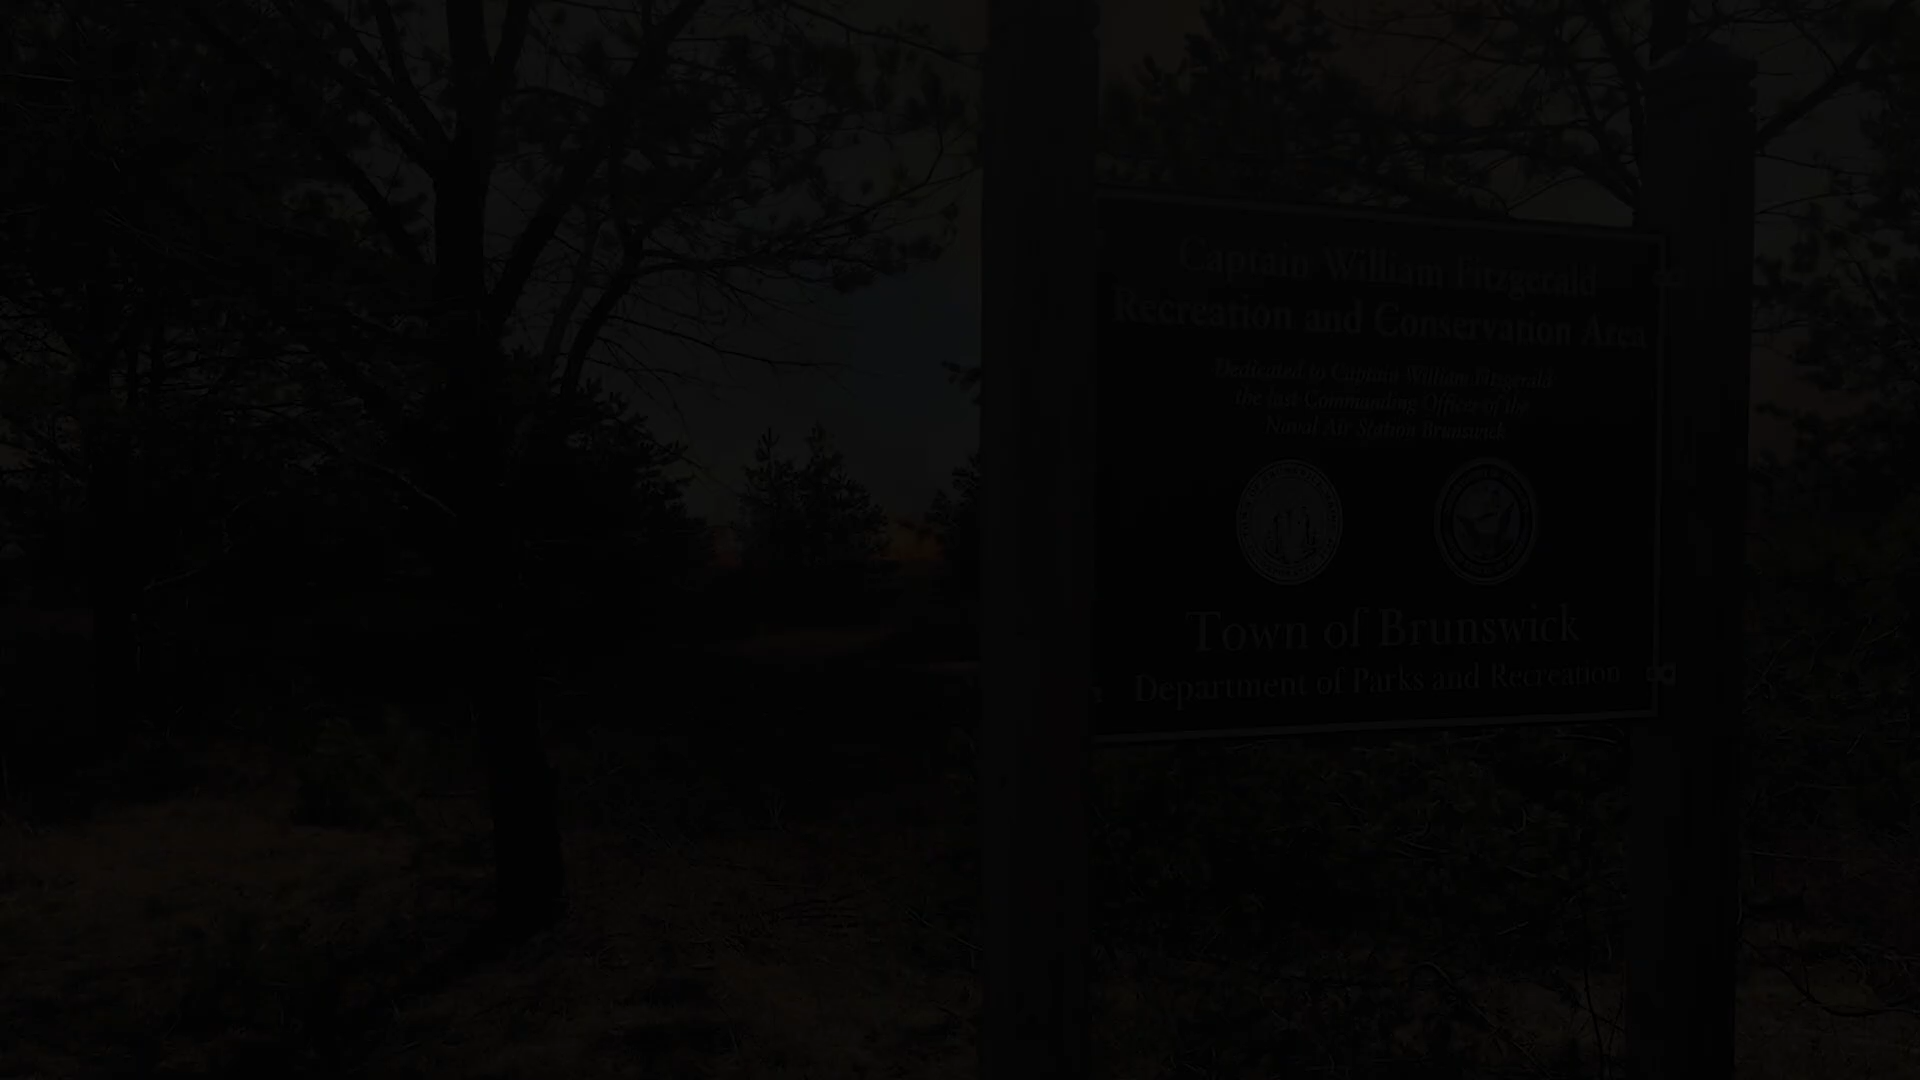 Captain William Fitzgerald
Recreation and Conservation Area
Dedicated to Captain William Fitzgerald
the last Commanding Officer of the
Naval Air Station Brunswick
Town of Brunswick
Department of Parks and Recreation